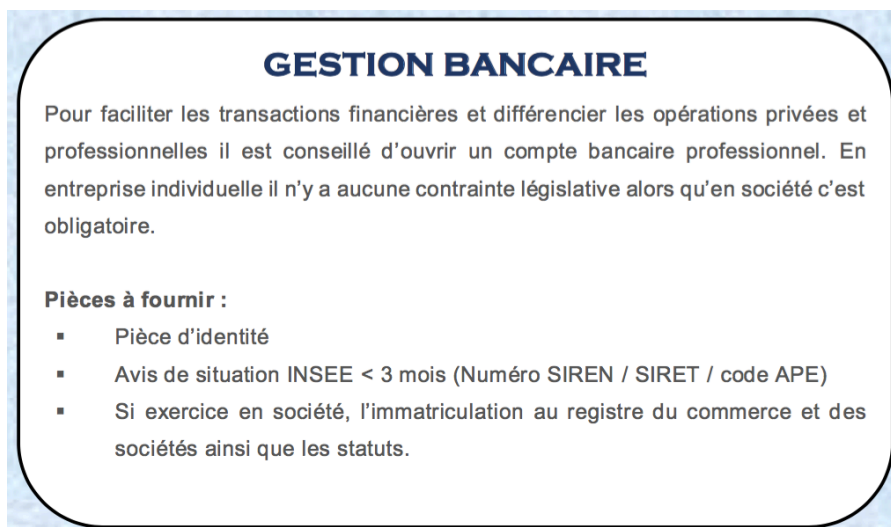 GESTION BANCAIRE
Pour faciliter les transactions financières et différencier les opérations privées et
professionnelles il est conseillé d’ouvrir un compte bancaire professionnel. En
entreprise individuelle il n’y a aucune contrainte législative alors qu’en société c’est
obligatoire.
Pièces à fournir :
▪ Pièce d’identité
▪ Avis de situation INSEE < 3 mois (Numéro SIREN / SIRET / code APE)
▪ Si exercice en société, l’immatriculation au registre du commerce et des
sociétés ainsi que les statuts.